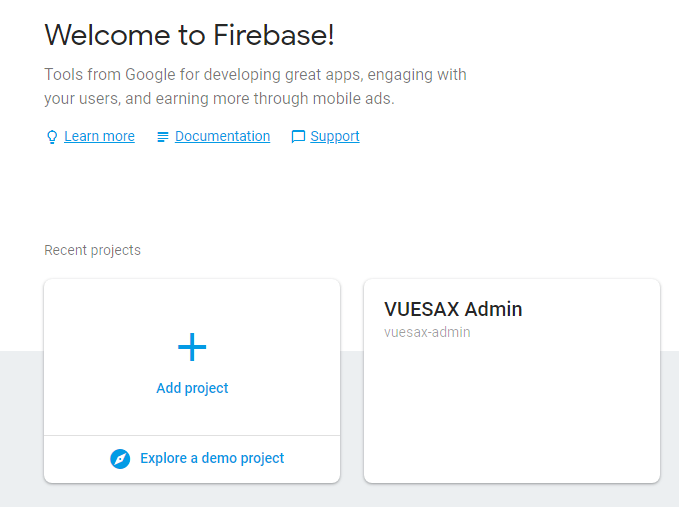 Welcome to Firebase!
Tools from Google for developing great apps, engaging with
your users, and earning more through mobile ads.
Learn more Documentation Support
Recent projects
Add project
Explore a demo project
VUESAX Admin
vuesax-admin